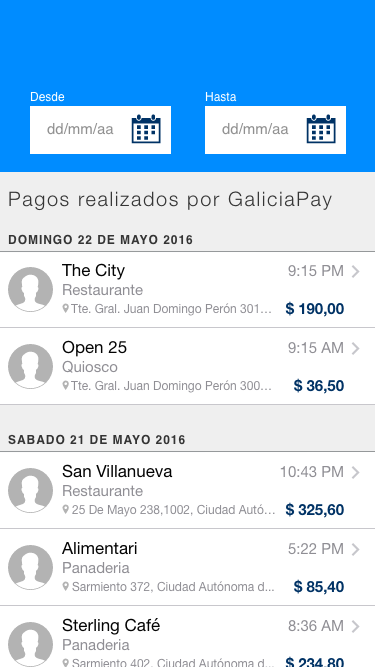 Desde
Hasta
dd/mm/aa
dd/mm/aa
Pagos realizados por GaliciaPay
DOMINGO 22 DE MAYO 2016
The City
9:15 PM
Restaurante
Tte. Gral. Juan Domingo Perón 301...
$ 190,00
Open 25
9:15 AM
Quiosco
Tte. Gral. Juan Domingo Perón 300...
$ 36,50
SABADO 21 DE MAYO 2016
San Villanueva
10:43 PM
Restaurante
25 De Mayo 238,1002, Ciudad Autó...
$ 325,60
Alimentari
5:22 PM
Panaderia
Sarmiento 372, Ciudad Autónoma d...
$ 85,40
Sterling Café
8:36 AM
Panaderia
Sarmiento 402, Ciudad Autónoma d...
$ 234,80